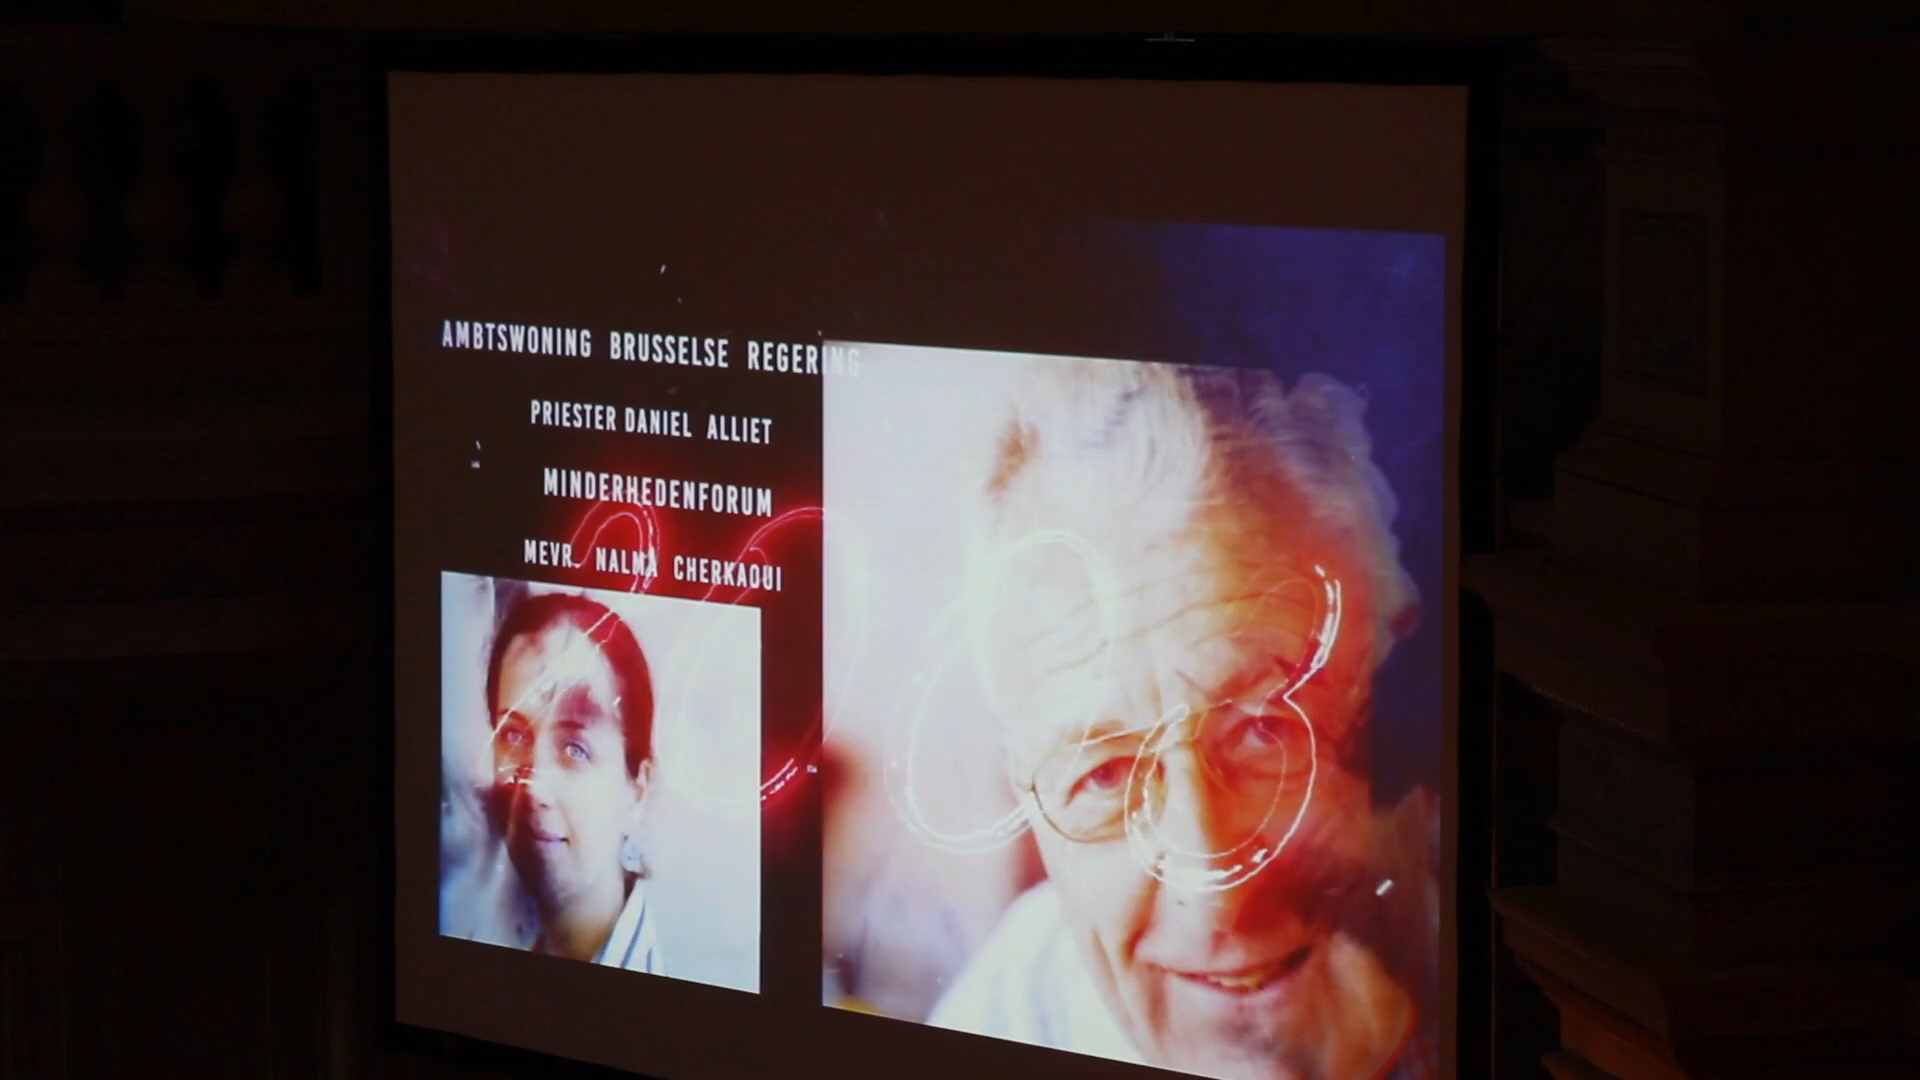 AMBTSWONING BRUSSELSE REGERING
PRIESTER DANIEL ALLIET
MINDERHEDENFORUM
MEVR. NALMA CHERKAOUI